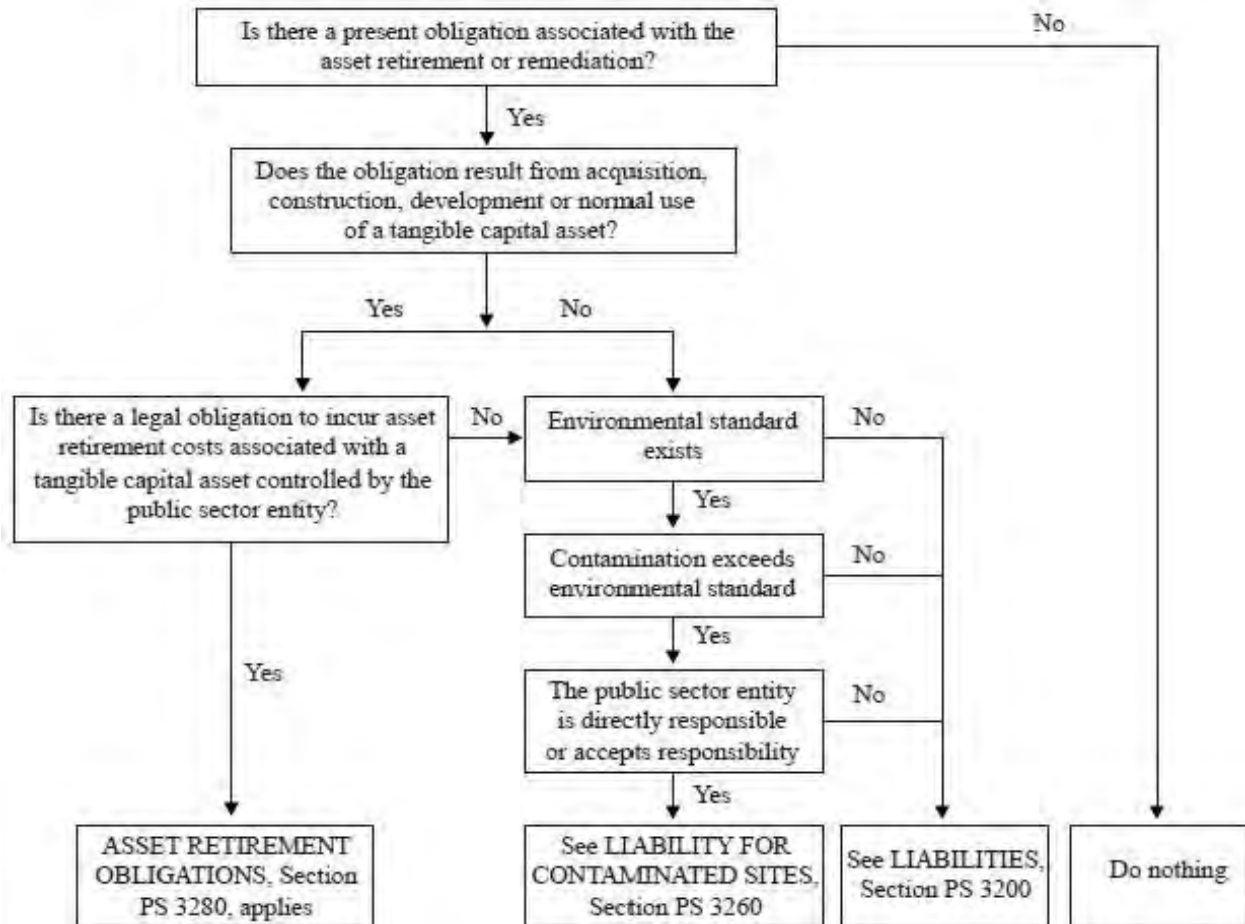 Is there a present obligation associated with the
asset retirement or remediation?
No
Yes
Does the obligation result from acquisition,
construction, development or normal use
of a tangible capital asset?
Yes
No
Is there a legal obligation to incur asset
retirement costs associated with a
tangible capital asset controlled by the
public sector entity?
No
Environmental standard
exists
No
Yes
Contamination exceeds
environmental standard
No
Yes
Yes
The public sector entity
is directly responsible
or accepts responsibility
No
Yes
ASSET RETIREMENT
OBLIGATIONS, Section
PS 3280, applies
See LIABILITY FOR
CONTAMINATED SITES,
Section PS 3260
See LIABILITIES,
Section PS 3200
Do nothing